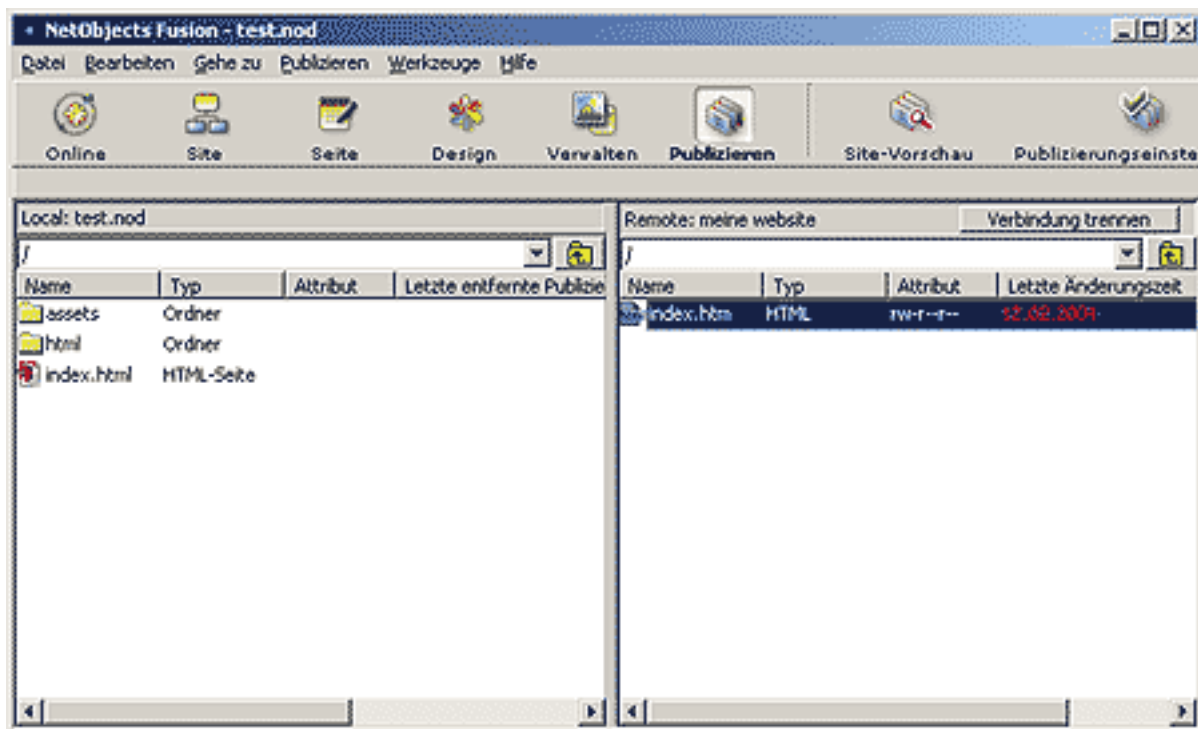 NetObjects Fusion - test.nod
Datei Bearbeiten Gehe zu Publizieren Werkzeuge Hilfe
Online Site Seite Design Verwalten Publizieren Site-Vorschau Publizierungseinste
Local: test.nod
/
Name Typ Attribut Letzte entfernte Publizie
assets Ordner
html Ordner
index.html HTML-Seite
Remote: meine website Verbindung trennen
/
Name Typ Attribut Letzte Änderungszeit
index.htm HTML rw-r--r--